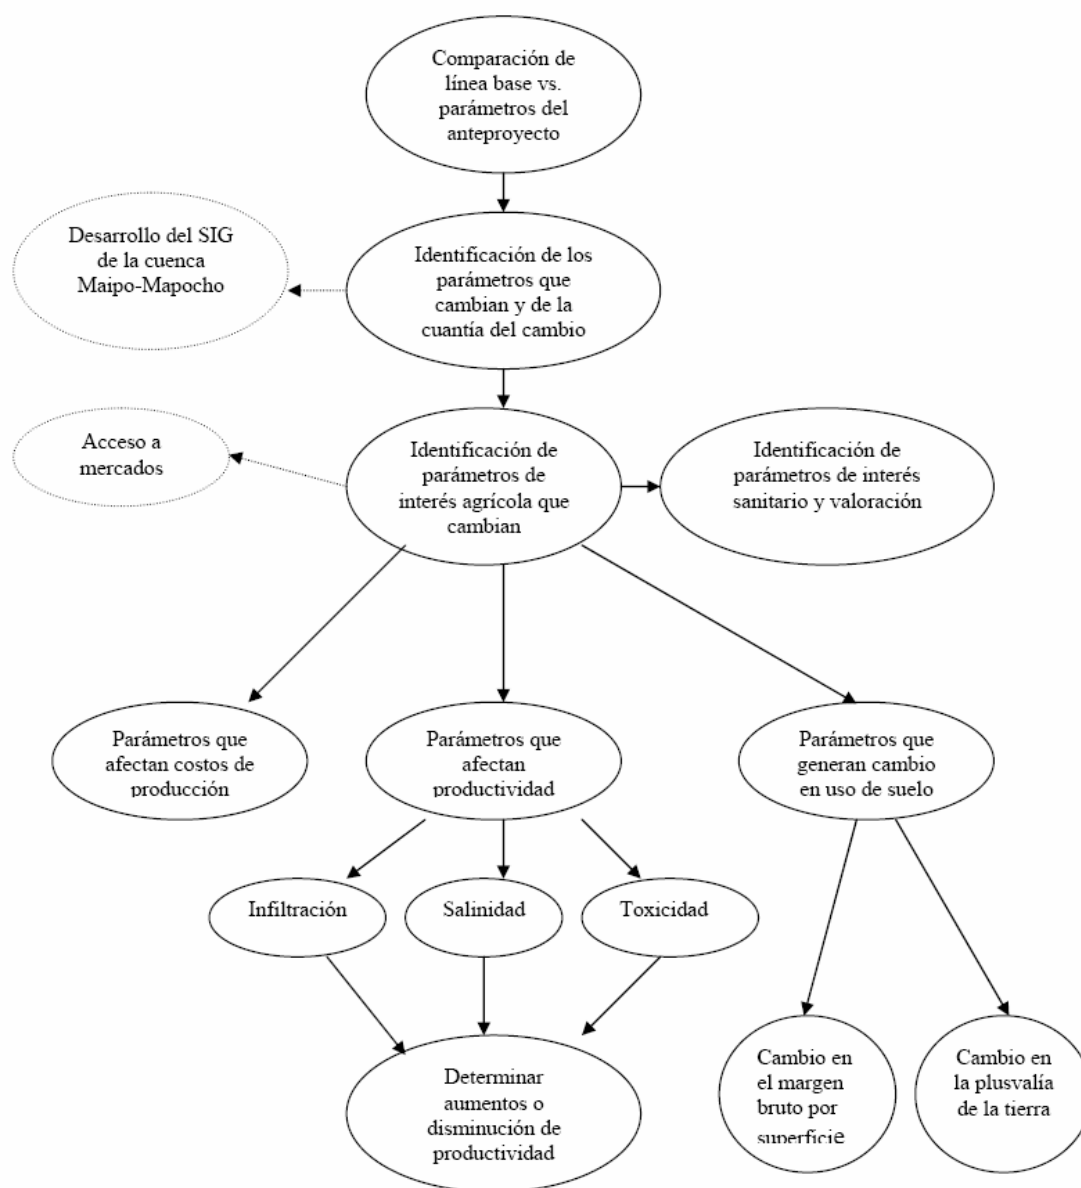 Comparación de
línea base vs.
parámetros del
anteproyecto
Desarrollo del SIG
de la cuenca
Maipo-Mapocho
Identificación de los
parámetros que
cambian y de la
cuantía del cambio
Acceso a
mercados
Identificación de
parámetros de
interés agrícola que
cambian
Identificación de
parámetros de interés
sanitario y valoración
Parámetros que
afectan costos de
producción
Parámetros que
afectan
productividad
Parámetros que
generan cambio
en uso de suelo
Infiltración
Salinidad
Toxicidad
Determinar
aumentos o
disminución de
productividad
Cambio en
el margen
bruto por
superficie
Cambio en
la plusvalía
de la tierra